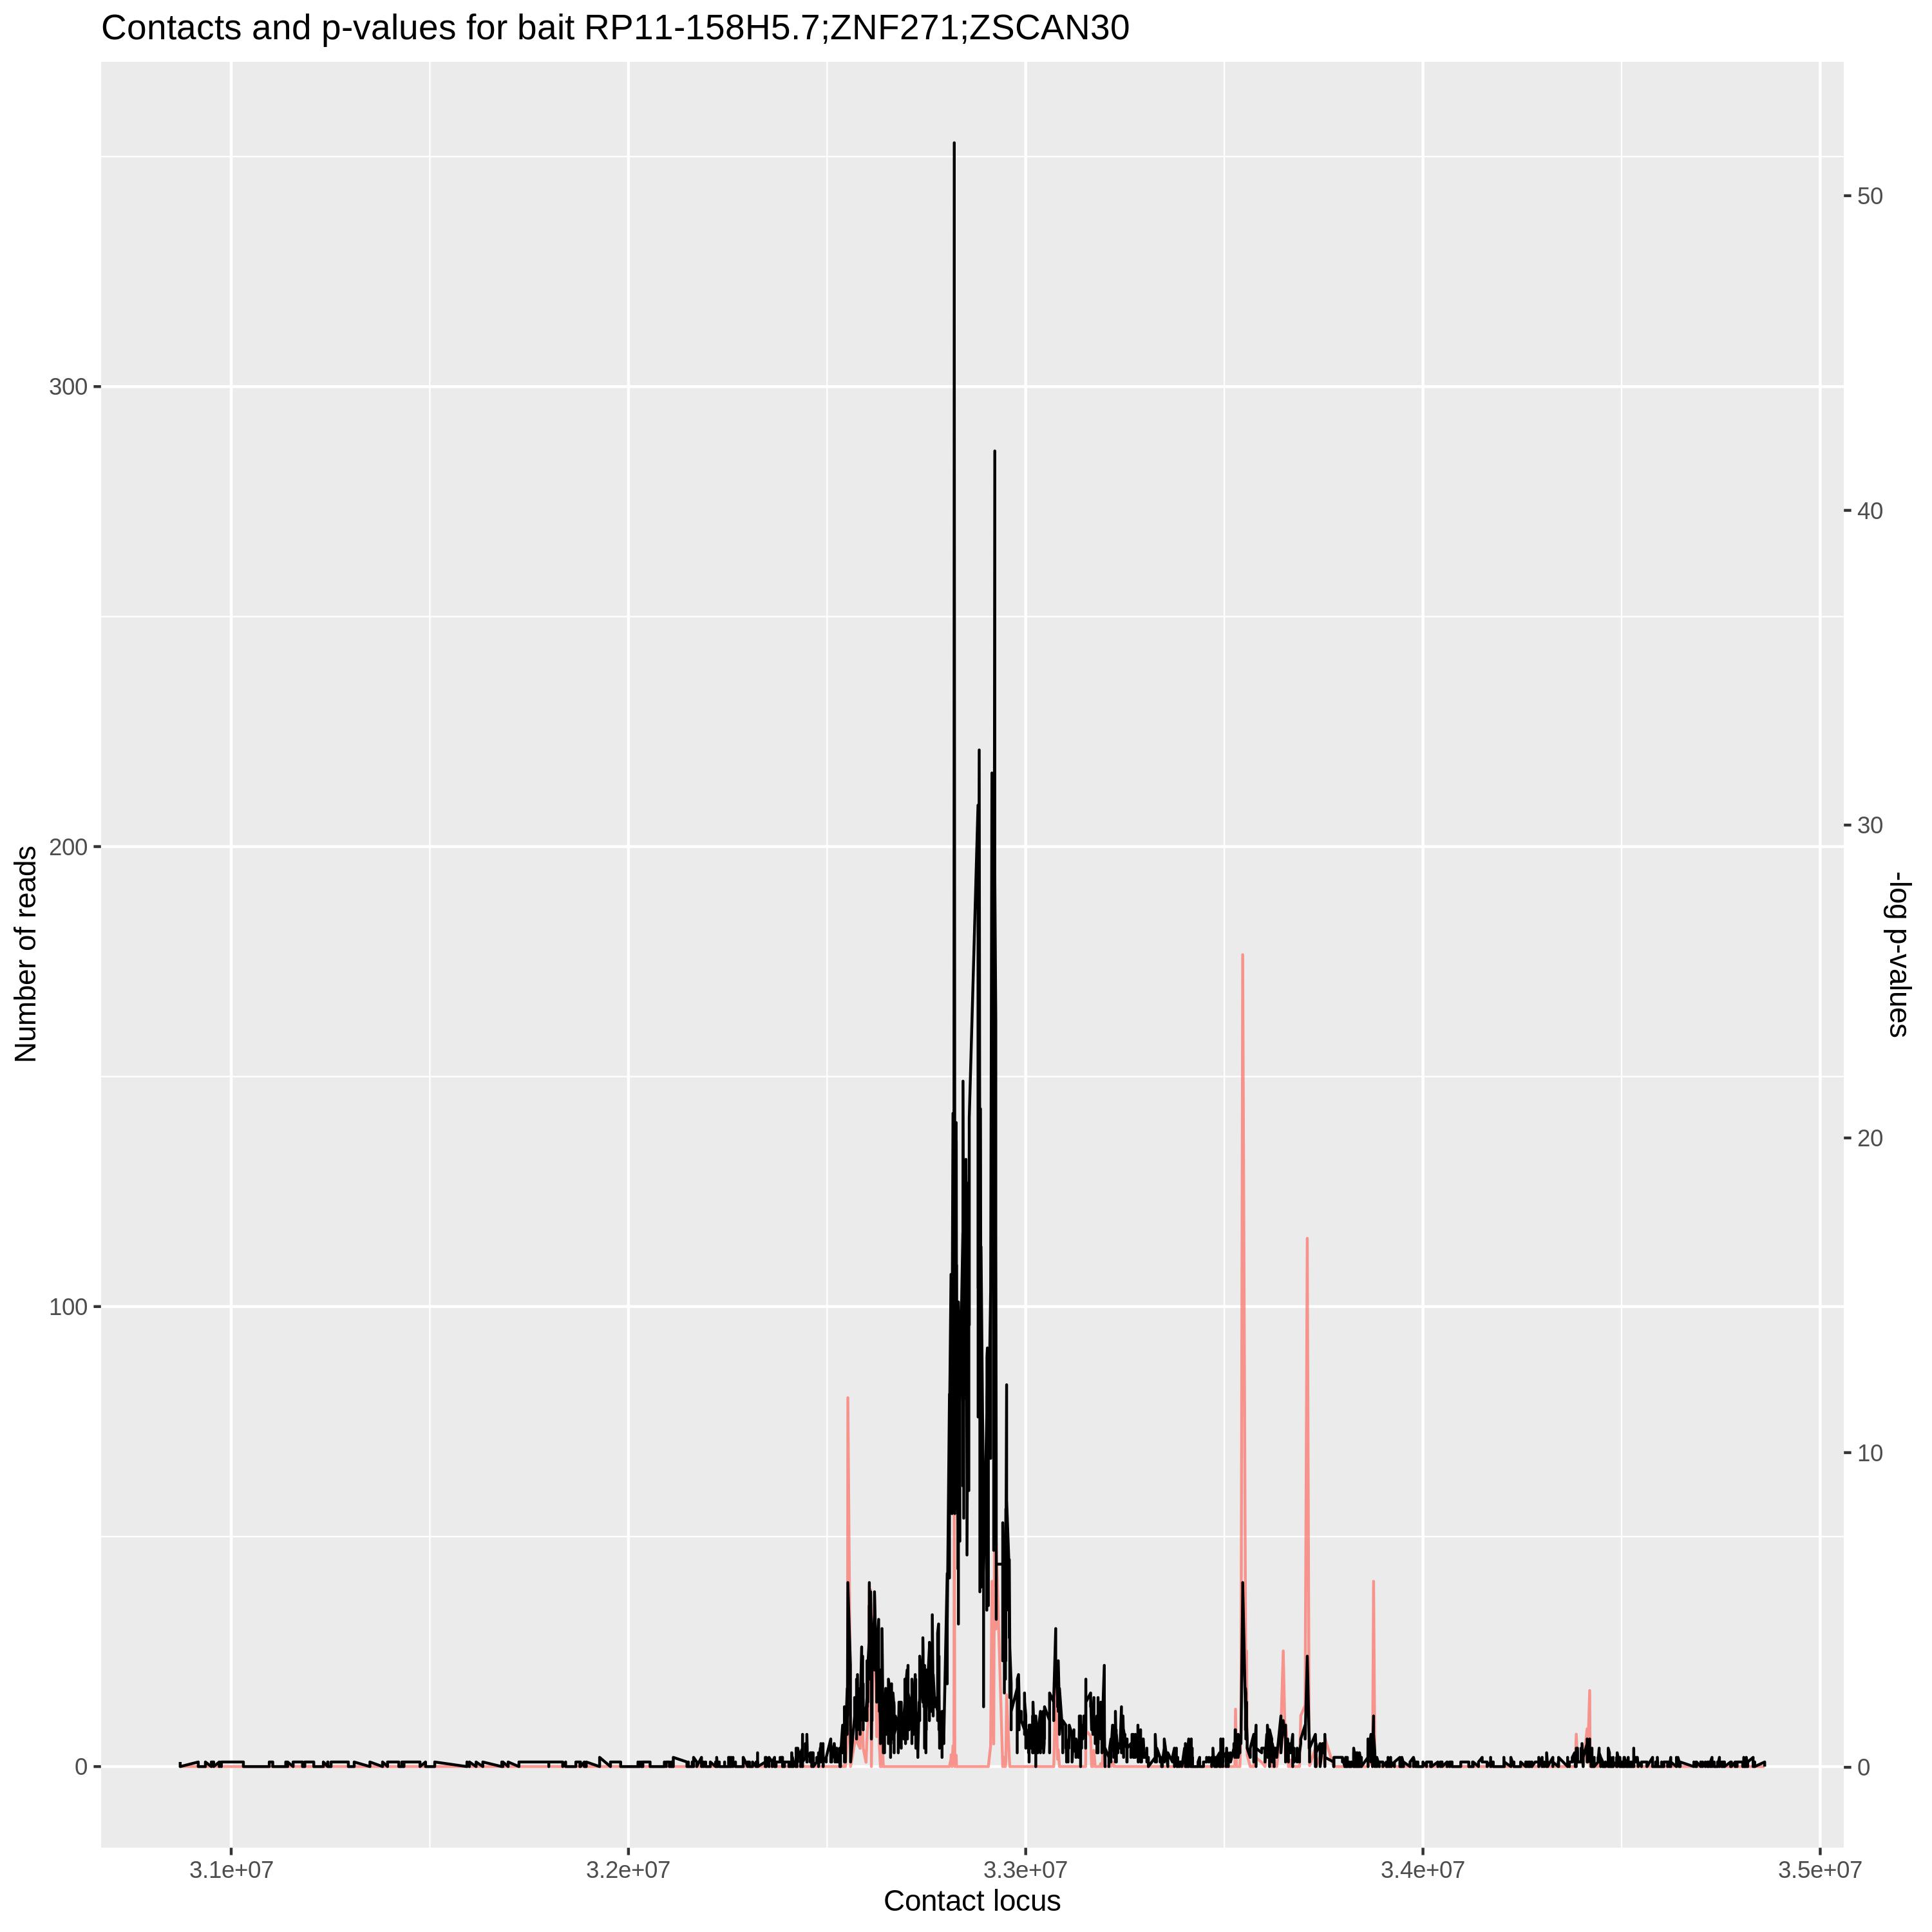 Contacts and p-values for bait RP11-158H5.7;ZNF271;ZSCAN30
Number of reads
300
200
100
0
50
40
30
20
10
0
-log p-values
3.1e+07 3.2e+07 3.3e+07 3.4e+07 3.5e+07
Contact locus